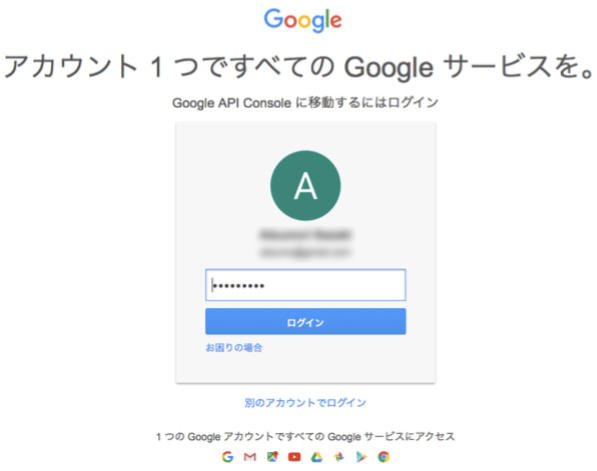 Google
アカウント 1 つですべての Google サービスを。
Google API Console に移動するにはログイン
A
•••••••••
ログイン
お困りの場合
別のアカウントでログイン
1 つの Google アカウントですべての Google サービスにアクセス